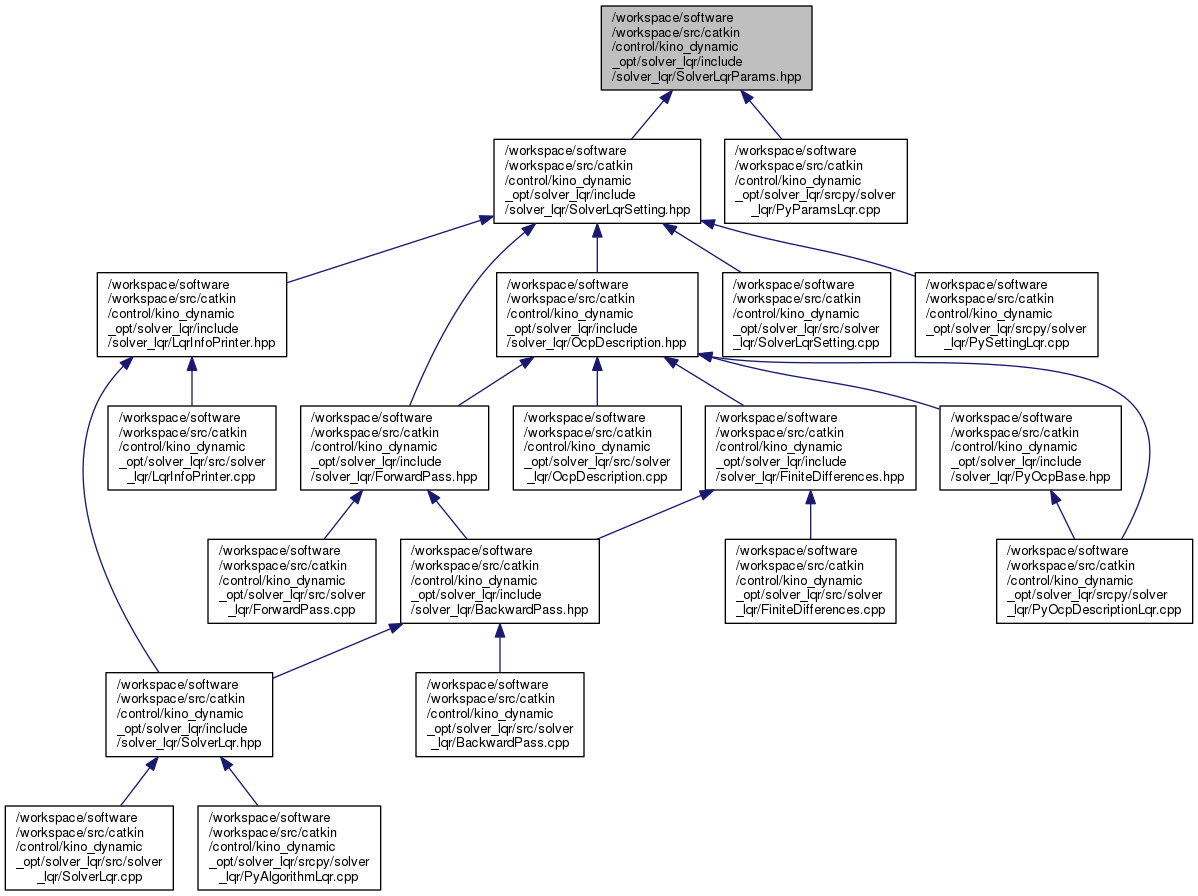 /workspace/software
/workspace/src/catkin
/control/kino_dynamic
_opt/solver_lqr/include
/solver_lqr/SolverLqrParams.hpp
/workspace/software
/workspace/src/catkin
/control/kino_dynamic
_opt/solver_lqr/include
/solver_lqr/SolverLqrSetting.hpp
/workspace/software
/workspace/src/catkin
/control/kino_dynamic
_opt/solver_lqr/srcpy/solver
_lqr/PyParamsLqr.cpp
/workspace/software
/workspace/src/catkin
/control/kino_dynamic
_opt/solver_lqr/include
/solver_lqr/LqrInfoPrinter.hpp
/workspace/software
/workspace/src/catkin
/control/kino_dynamic
_opt/solver_lqr/include
/solver_lqr/OcpDescription.hpp
/workspace/software
/workspace/src/catkin
/control/kino_dynamic
_opt/solver_lqr/src/solver
_lqr/SolverLqrSetting.cpp
/workspace/software
/workspace/src/catkin
/control/kino_dynamic
_opt/solver_lqr/srcpy/solver
_lqr/PySettingLqr.cpp
/workspace/software
/workspace/src/catkin
/control/kino_dynamic
_opt/solver_lqr/src/solver
_lqr/LqrInfoPrinter.cpp
/workspace/software
/workspace/src/catkin
/control/kino_dynamic
_opt/solver_lqr/include
/solver_lqr/ForwardPass.hpp
/workspace/software
/workspace/src/catkin
/control/kino_dynamic
_opt/solver_lqr/src/solver
_lqr/OcpDescription.cpp
/workspace/software
/workspace/src/catkin
/control/kino_dynamic
_opt/solver_lqr/include
/solver_lqr/FiniteDifferences.hpp
/workspace/software
/workspace/src/catkin
/control/kino_dynamic
_opt/solver_lqr/include
/solver_lqr/PyOcpBase.hpp
/workspace/software
/workspace/src/catkin
/control/kino_dynamic
_opt/solver_lqr/src/solver
_lqr/ForwardPass.cpp
/workspace/software
/workspace/src/catkin
/control/kino_dynamic
_opt/solver_lqr/include
/solver_lqr/BackwardPass.hpp
/workspace/software
/workspace/src/catkin
/control/kino_dynamic
_opt/solver_lqr/src/solver
_lqr/FiniteDifferences.cpp
/workspace/software
/workspace/src/catkin
/control/kino_dynamic
_opt/solver_lqr/srcpy/solver
_lqr/PyOcpDescriptionLqr.cpp
/workspace/software
/workspace/src/catkin
/control/kino_dynamic
_opt/solver_lqr/include
/solver_lqr/SolverLqr.hpp
/workspace/software
/workspace/src/catkin
/control/kino_dynamic
_opt/solver_lqr/src/solver
_lqr/BackwardPass.cpp
/workspace/software
/workspace/src/catkin
/control/kino_dynamic
_opt/solver_lqr/src/solver
_lqr/SolverLqr.cpp
/workspace/software
/workspace/src/catkin
/control/kino_dynamic
_opt/solver_lqr/srcpy/solver
_lqr/PyAlgorithmLqr.cpp